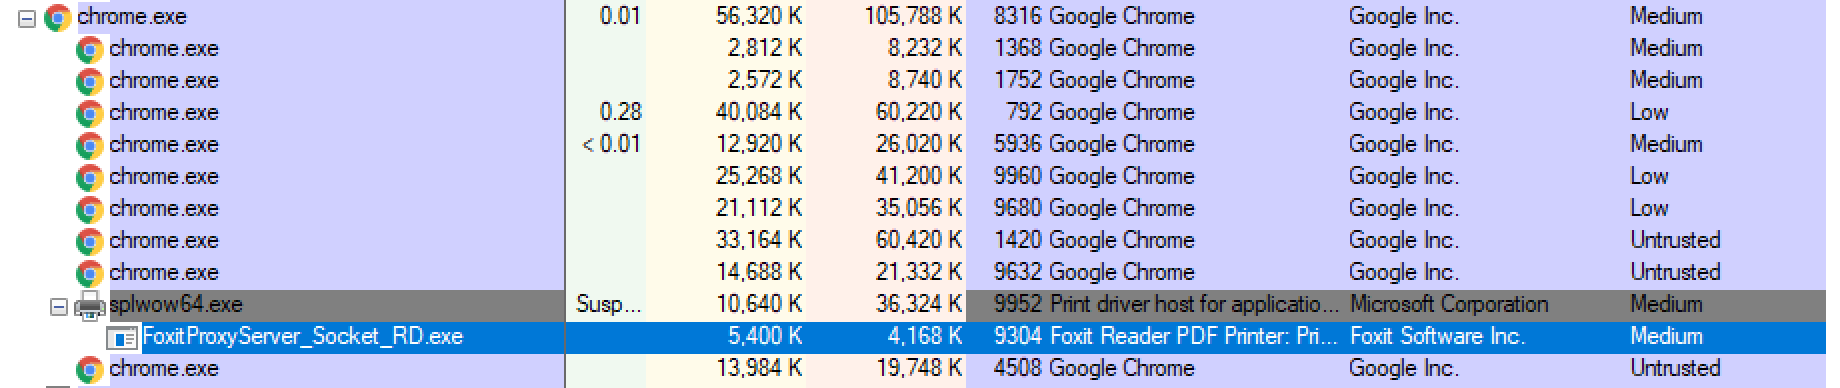 chrome.exe 0.01 56,320 K 105,788 K 8316 Google Chrome Google Inc. Medium
chrome.exe 2,812 K 8,232 K 1368 Google Chrome Google Inc. Medium
chrome.exe 2,572 K 8,740 K 1752 Google Chrome Google Inc. Medium
chrome.exe 0.28 40,084 K 60,220 K 792 Google Chrome Google Inc. Low
chrome.exe < 0.01 12,920 K 26,020 K 5936 Google Chrome Google Inc. Medium
chrome.exe 25,268 K 41,200 K 9960 Google Chrome Google Inc. Low
chrome.exe 21,112 K 35,056 K 9680 Google Chrome Google Inc. Low
chrome.exe 33,164 K 60,420 K 1420 Google Chrome Google Inc. Untrusted
chrome.exe 14,688 K 21,332 K 9632 Google Chrome Google Inc. Untrusted
splwow64.exe Susp... 10,640 K 36,324 K 9952 Print driver host for applicatio... Microsoft Corporation Medium
FoxitProxyServer_Socket_RD.exe 5,400 K 4,168 K 9304 Foxit Reader PDF Printer: Pri... Foxit Software Inc. Medium
chrome.exe 13,984 K 19,748 K 4508 Google Chrome Google Inc. Untrusted